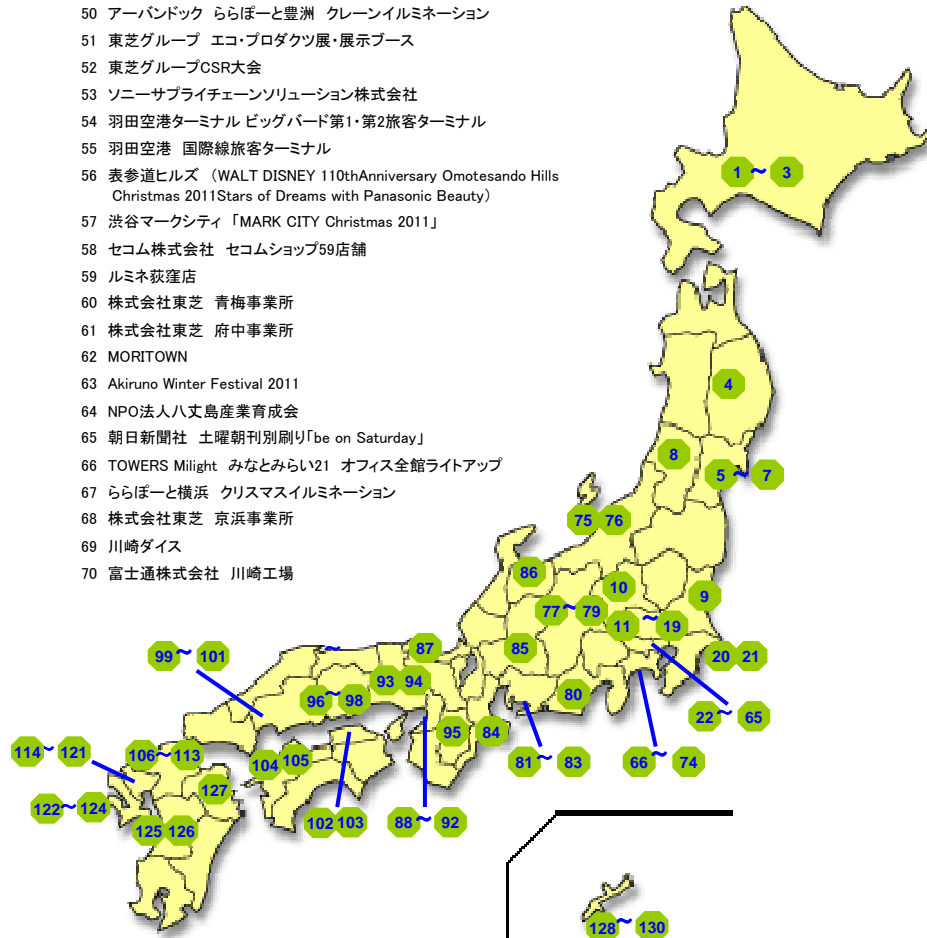 50 アーバンドック ららぽーと豊洲 クレーンイルミネーション
51 東芝グループ エコ・プロダクツ展・展示ブース
52 東芝グループCSR大会
53 ソニーサプライチェーンソリューション株式会社
54 羽田空港ターミナル ビッグバード第1・第2旅客ターミナル
55 羽田空港 国際線旅客ターミナル
56 表参道ヒルズ (WALT DISNEY 110thAnniversary Omotesando Hills
Christmas 2011Stars of Dreams with Panasonic Beauty)
57 渋谷マークシティ 「MARK CITY Christmas 2011」
58 セコム株式会社 セコムショップ59店舗
59 ルミネ荻窪店
60 株式会社東芝 青梅事業所
61 株式会社東芝 府中事業所
62 MORITOWN
63 Akiruno Winter Festival 2011
64 NPO法人八丈島産業育成会
65 朝日新聞社 土曜朝刊別刷り「be on Saturday」
66 TOWERS Milight みなとみらい21 オフィス全館ライトアップ
67 ららぽーと横浜 クリスマスイルミネーション
68 株式会社東芝 京浜事業所
69 川崎ダイス
70 富士通株式会社 川崎工場
1 ~ 3
4
8
5 ~ 7
75 76
86
10
9
77 ~ 79
11 ~ 19
~
87
85
99 ~ 101
20 21
93 94
96 ~ 98
80
22 ~ 65
95
84
114 ~ 121
106 ~ 113
104 105
81 ~ 83
66 ~ 74
127
122 ~ 124
102 103
88 ~ 92
125 126
128 ~ 130